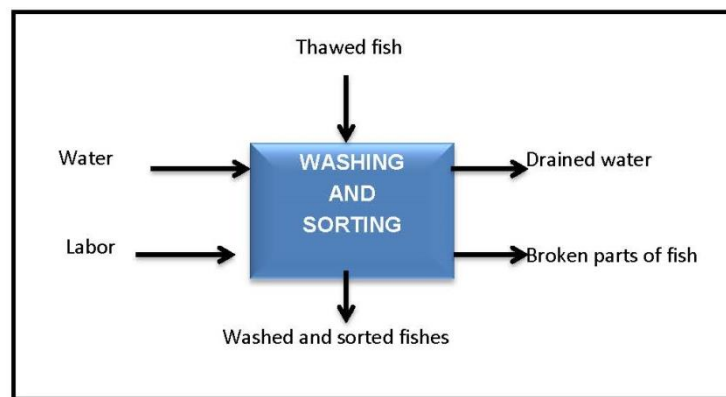 Thawed fish
Water
WASHING
AND
SORTING
Drained water
Labor
Broken parts of fish
Washed and sorted fishes